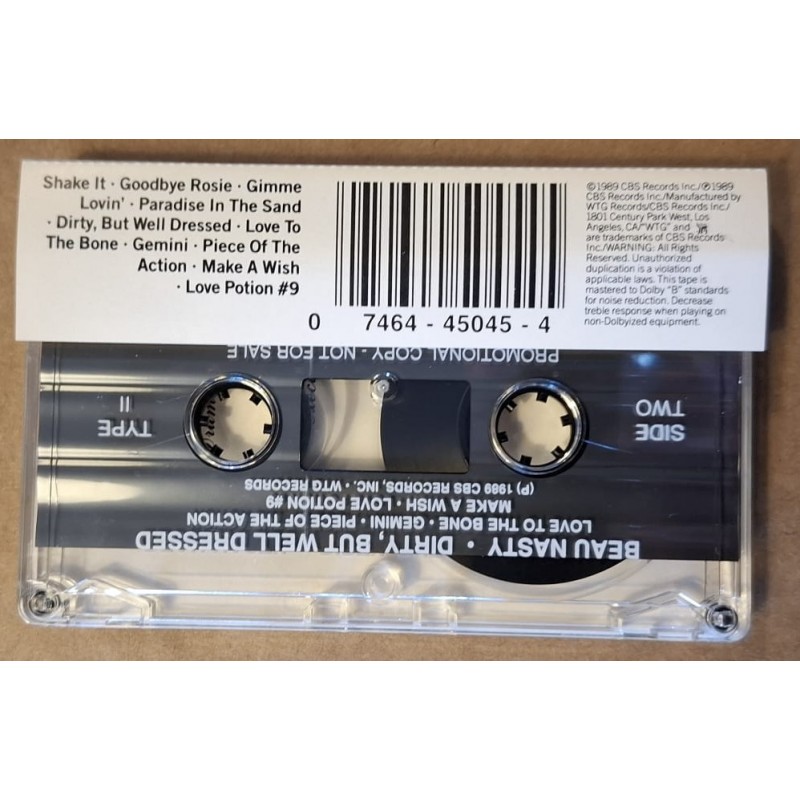 Shake It · Goodbye Rosie · Gimme
Lovin' · Paradise In The Sand
· Dirty, But Well Dressed · Love To
The Bone · Gemini · Piece Of The
Action · Make A Wish
· Love Potion #9
0 7464 - 45045 - 4
©1989 CBS Records Inc./℗1989
CBS Records Inc./Manufactured by
WTG Records/CBS Records Inc./
1801 Century Park West, Los
Angeles, CA/"WTG" and
are trademarks of CBS Records
Inc./WARNING: All Rights
Reserved. Unauthorized
duplication is a violation of
applicable laws. This tape is
mastered to Dolby "B" standards
for noise reduction. Decrease
treble response when playing on
non-Dolbyized equipment.
BEAU NASTY · DIRTY, BUT WELL DRESSED
LOVE TO THE BONE · GEMINI · PIECE OF THE ACTION
MAKE A WISH · LOVE POTION #9
(P) 1989 CBS RECORDS, INC. · WTG RECORDS
SIDE
TWO
TYPE
II
PROMOTIONAL COPY - NOT FOR SALE